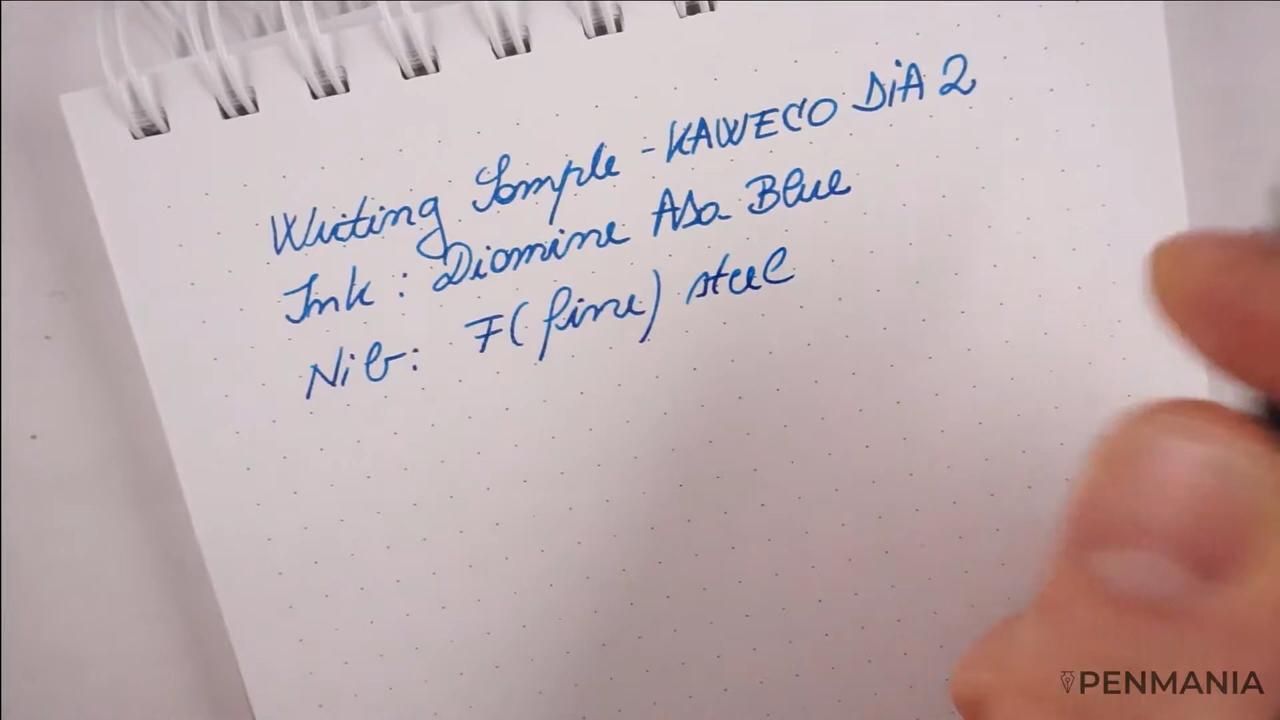 Writing Sample - KAWECO DiA 2
Ink: Diamine Asa Blue
Nib: F (fine) steel
PENMANIA